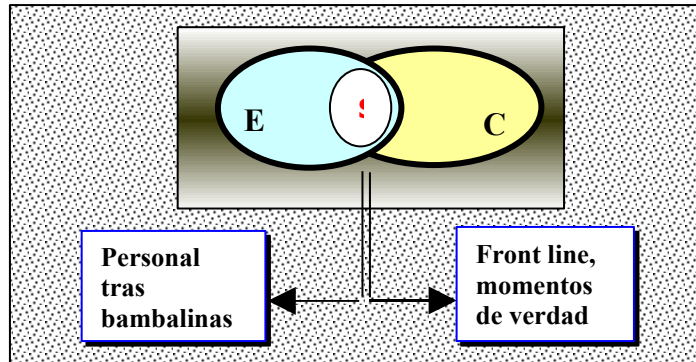 E
C
Personal
tras
bambalinas
Front line,
momentos
de verdad